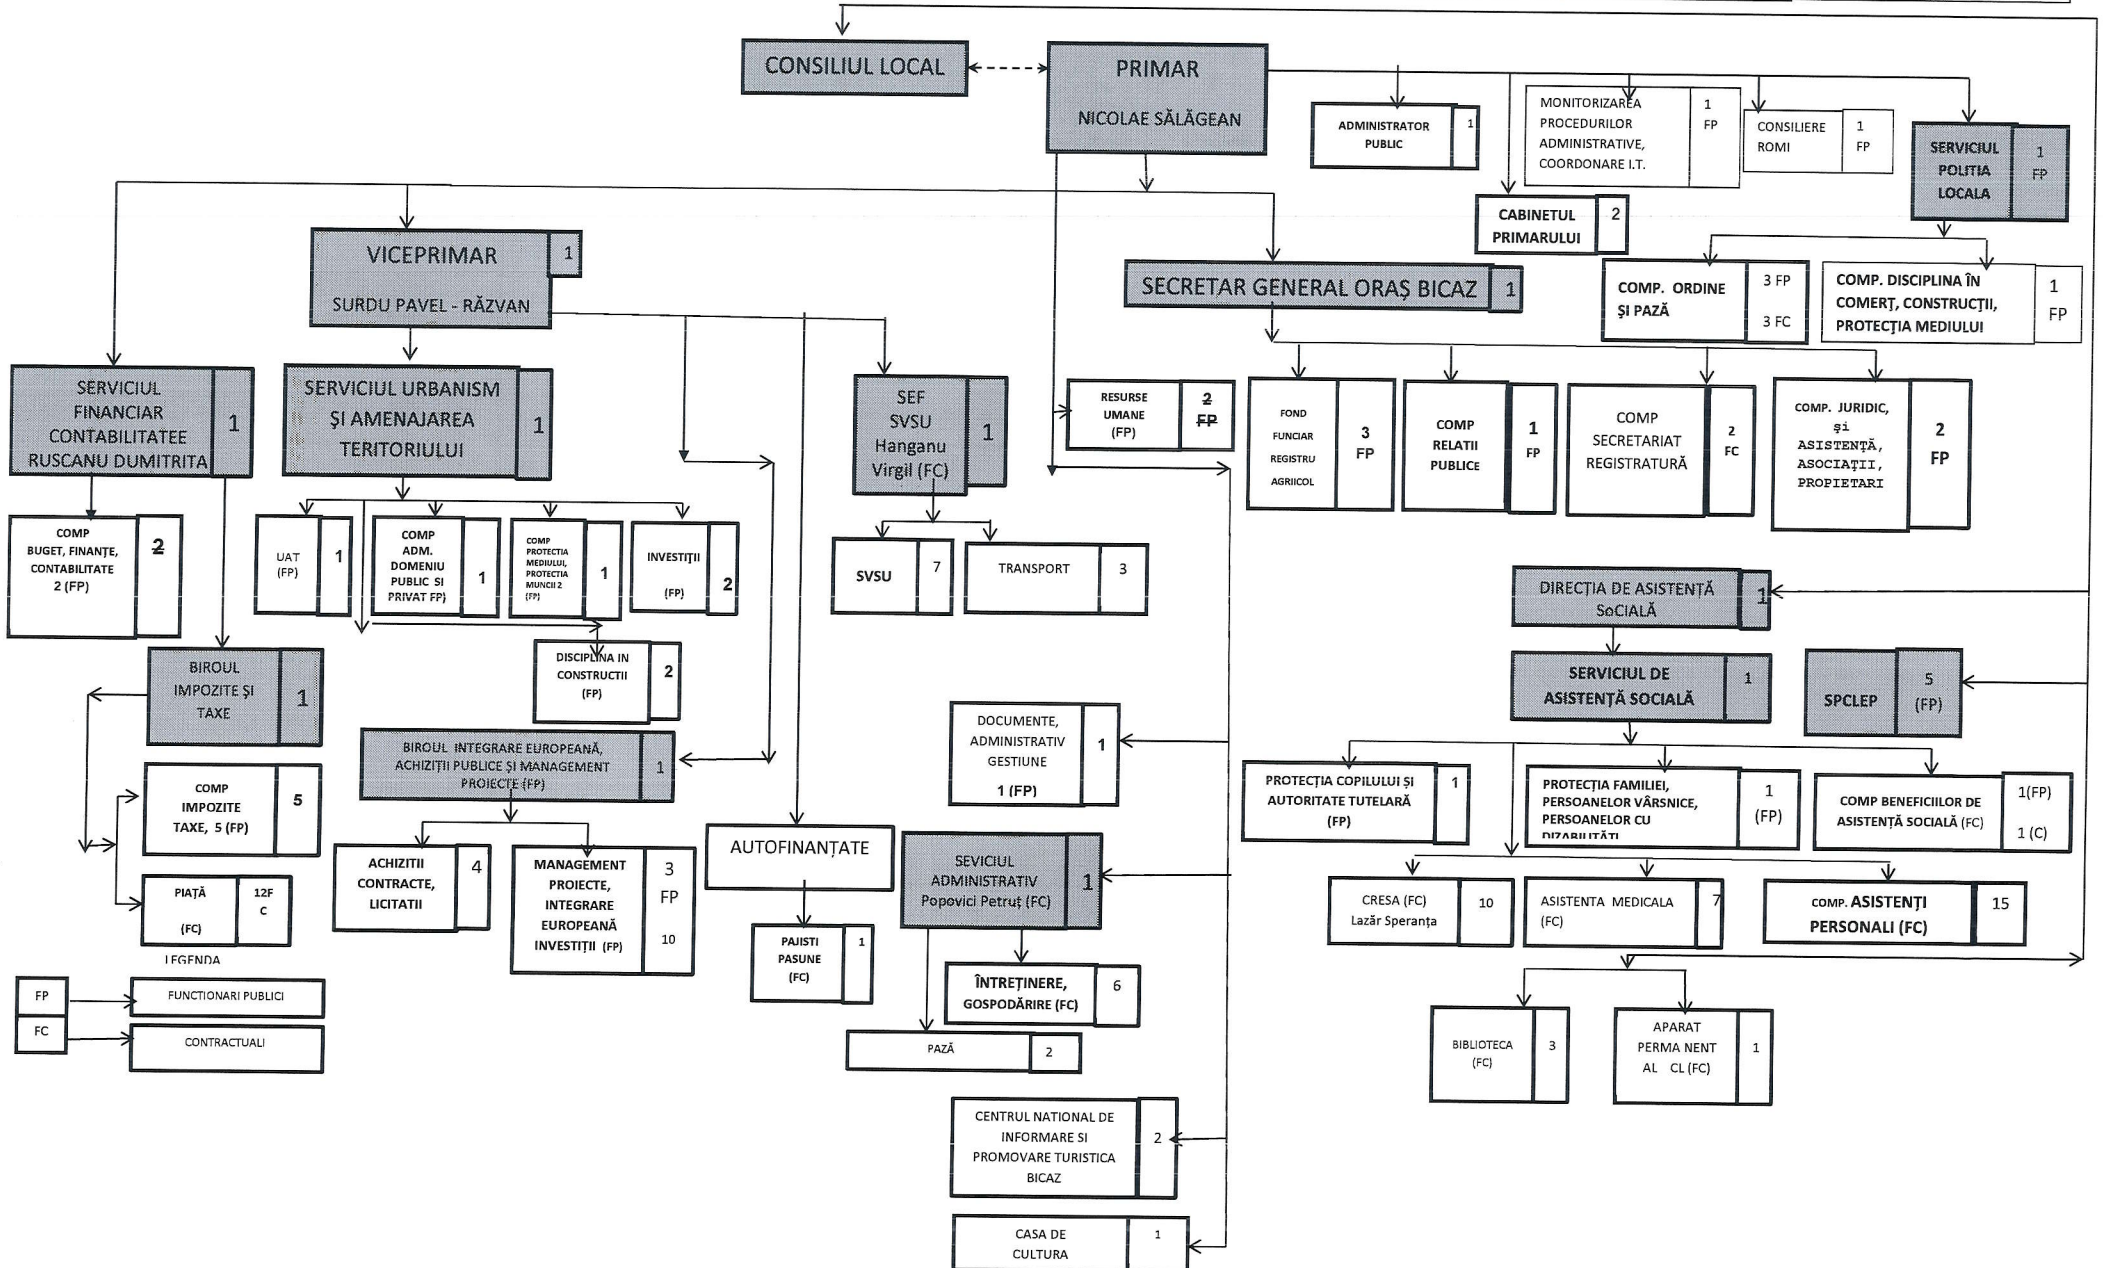 CONSILIUL LOCAL
PRIMAR
NICOLAE SĂLĂGEAN
ADMINISTRATOR
PUBLIC
1
MONITORIZAREA
PROCEDURILOR
ADMINISTRATIVE,
COORDONARE I.T.
1
FP
CONSILIERE
ROMI
1
FP
SERVICIUL
POLITIA
LOCALA
1
FP
CABINETUL
PRIMARULUI
2
VICEPRIMAR
SURDU PAVEL - RĂZVAN
1
SECRETAR GENERAL ORAŞ BICAZ
1
COMP. ORDINE
ŞI PAZĂ
3 FP
3 FC
COMP. DISCIPLINA ÎN
COMERŢ, CONSTRUCŢII,
PROTECŢIA MEDIULUI
1
FP
SERVICIUL
FINANCIAR
CONTABILITATEE
RUSCANU DUMITRITA
1
SERVICIUL URBANISM
ŞI AMENAJAREA
TERITORIULUI
1
SEF
SVSU
Hanganu
Virgil (FC)
1
RESURSE
UMANE
(FP)
2
FP
FOND
FUNCIAR
REGISTRU
AGRIICOL
3
FP
COMP
RELATII
PUBLICE
1
FP
COMP
SECRETARIAT
REGISTRATURĂ
2
FC
COMP. JURIDIC,
şi
ASISTENŢĂ,
ASOCIAŢII,
PROPIETARI
2
FP
COMP
BUGET, FINANŢE,
CONTABILITATE
2 (FP)
2
UAT
(FP)
1
COMP
ADM.
DOMENIU
PUBLIC SI
PRIVAT FP)
1
COMP
PROTECTIA
MEDIULUI,
PROTECTIA
MUNCII 2
(FP)
1
INVESTIŢII
(FP)
2
SVSU
7
TRANSPORT
3
DIRECŢIA DE ASISTENŢĂ
SOCIALĂ
1
BIROUL
IMPOZITE ŞI
TAXE
1
DISCIPLINA IN
CONSTRUCTII
(FP)
2
SERVICIUL DE
ASISTENŢĂ SOCIALĂ
1
SPCLEP
5
(FP)
DOCUMENTE,
ADMINISTRATIV
GESTIUNE
1 (FP)
1
BIROUL INTEGRARE EUROPEANĂ,
ACHIZIŢII PUBLICE ŞI MANAGEMENT
PROIECTE (FP)
1
COMP
IMPOZITE
TAXE, 5 (FP)
5
PROTECŢIA COPILULUI ŞI
AUTORITATE TUTELARĂ
(FP)
1
PROTECŢIA FAMILIEI,
PERSOANELOR VÂRSNICE,
PERSOANELOR CU
DIZABILITĂŢI
1
(FP)
COMP BENEFICIILOR DE
ASISTENŢĂ SOCIALĂ (FC)
1(FP)
1 (C)
ACHIZITII
CONTRACTE,
LICITATII
4
MANAGEMENT
PROIECTE,
INTEGRARE
EUROPEANĂ
INVESTIŢII (FP)
3
FP
10
AUTOFINANŢATE
SEVICIUL
ADMINISTRATIV
Popovici Petruţ (FC)
1
PIAŢĂ
(FC)
12F
C
CRESA (FC)
Lazăr Speranţa
10
ASISTENTA MEDICALA
(FC)
7
COMP. ASISTENŢI
PERSONALI (FC)
15
PAJISTI
PASUNE
(FC)
1
ÎNTREŢINERE,
GOSPODĂRIRE (FC)
6
LEGENDA
FP
FUNCTIONARI PUBLICI
FC
CONTRACTUALI
PAZĂ
2
BIBLIOTECA
(FC)
3
APARAT
PERMA NENT
AL CL (FC)
1
CENTRUL NATIONAL DE
INFORMARE SI
PROMOVARE TURISTICA
BICAZ
2
CASA DE
CULTURA
1